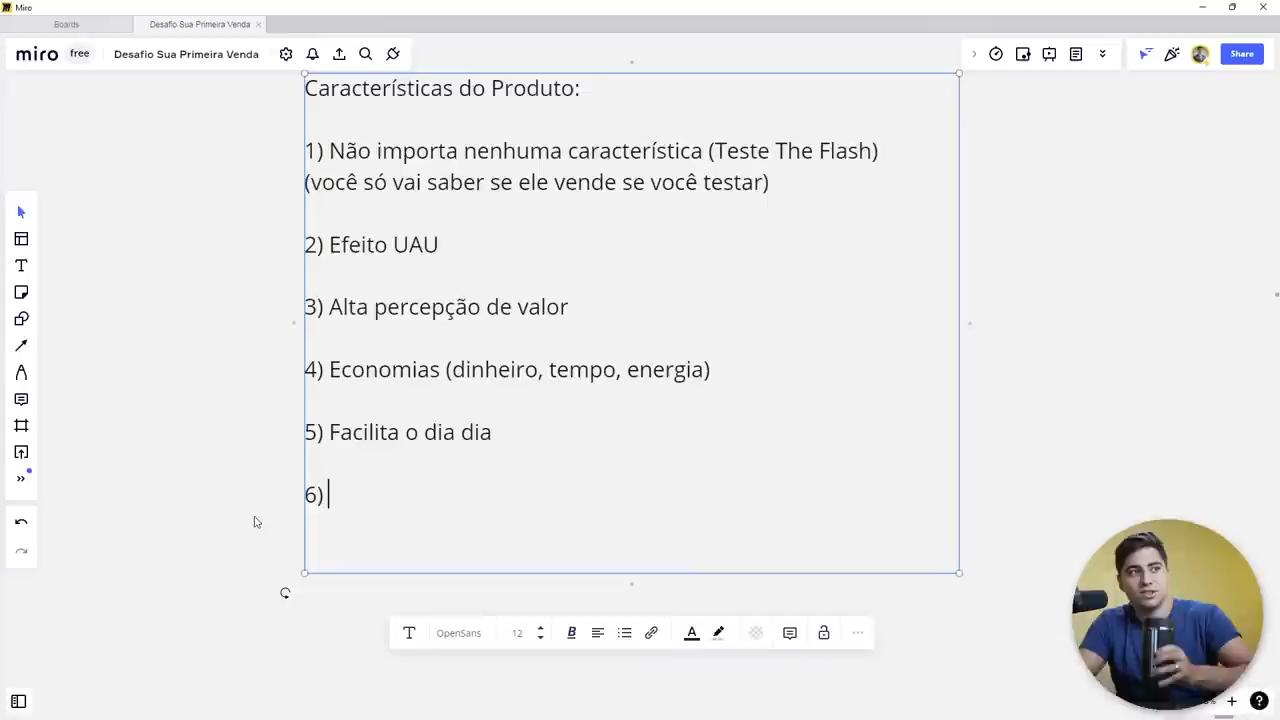 Miro
Boards
Desafio Sua Primeira Venda
miro
free
Desafio Sua Primeira Venda
Share
Características do Produto:
1) Não importa nenhuma característica (Teste The Flash)
(você só vai saber se ele vende se você testar)
2) Efeito UAU
3) Alta percepção de valor
4) Economias (dinheiro, tempo, energia)
5) Facilita o dia dia
6)
OpenSans
12